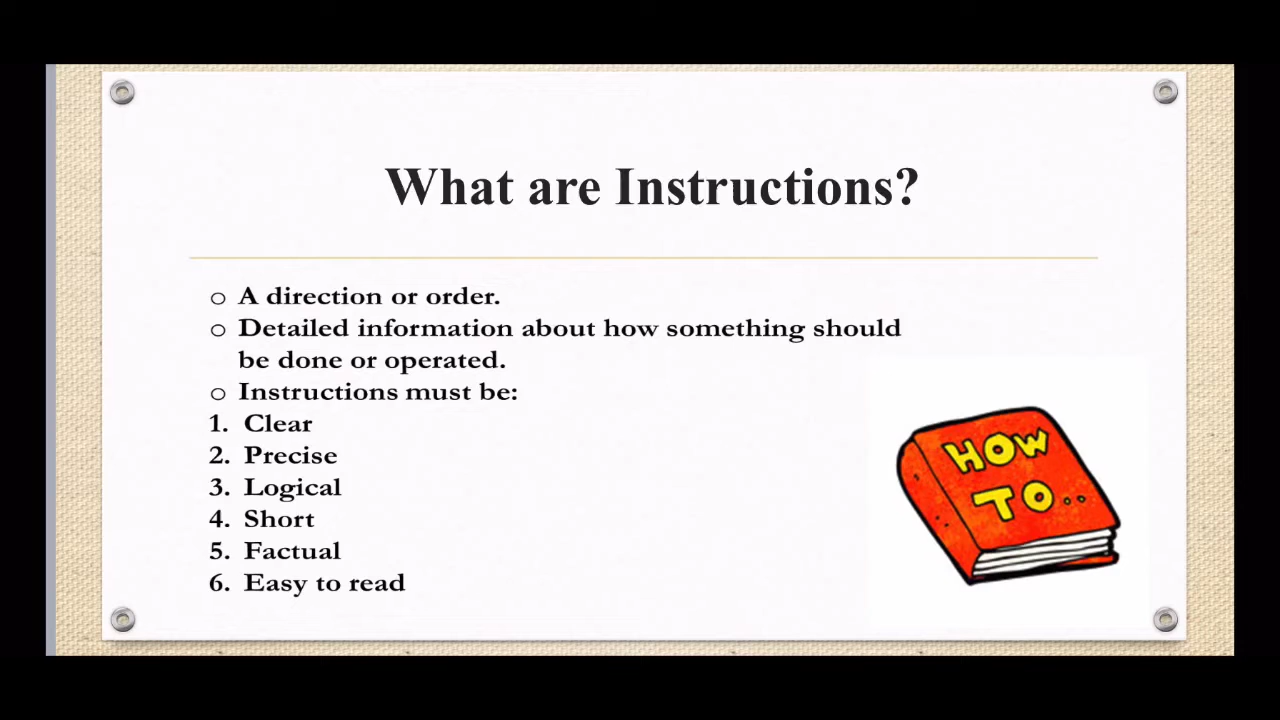 What are Instructions?
o A direction or order.
o Detailed information about how something should
be done or operated.
o Instructions must be:
1. Clear
2. Precise
3. Logical
4. Short
5. Factual
6. Easy to read
HOW
TO..